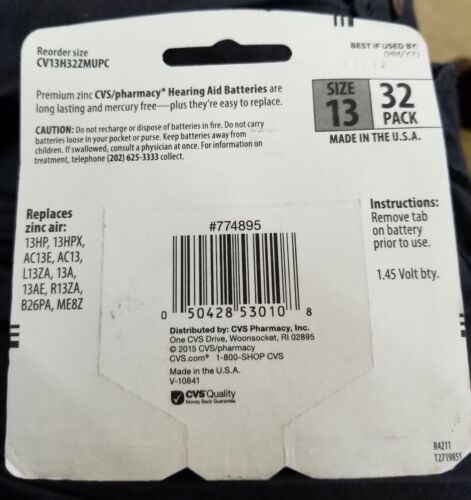 Reorder size
CV13H32ZMUPC
BEST IF USED BY:
(MM/YY)
Premium zinc CVS/pharmacy® Hearing Aid Batteries are
long lasting and mercury free—plus they're easy to replace.
CAUTION: Do not recharge or dispose of batteries in fire. Do not carry
batteries loose in your pocket or purse. Keep batteries away from
children. If swallowed, consult a physician at once. For information on
treatment, telephone (202) 625-3333 collect.
SIZE
13
32
PACK
MADE IN THE U.S.A.
Replaces
zinc air:
13HP, 13HPX,
AC13E, AC13,
L13ZA, 13A,
13AE, R13ZA,
B26PA, ME8Z
#774895
0 50428 53010 8
Distributed by: CVS Pharmacy, Inc.
One CVS Drive, Woonsocket, RI 02895
© 2015 CVS/pharmacy
CVS.com® 1-800-SHOP CVS
Made in the U.S.A.
V-10841
CVS Quality
Money Back Guarantee
Instructions:
Remove tab
on battery
prior to use.
1.45 Volt bty.
R4211